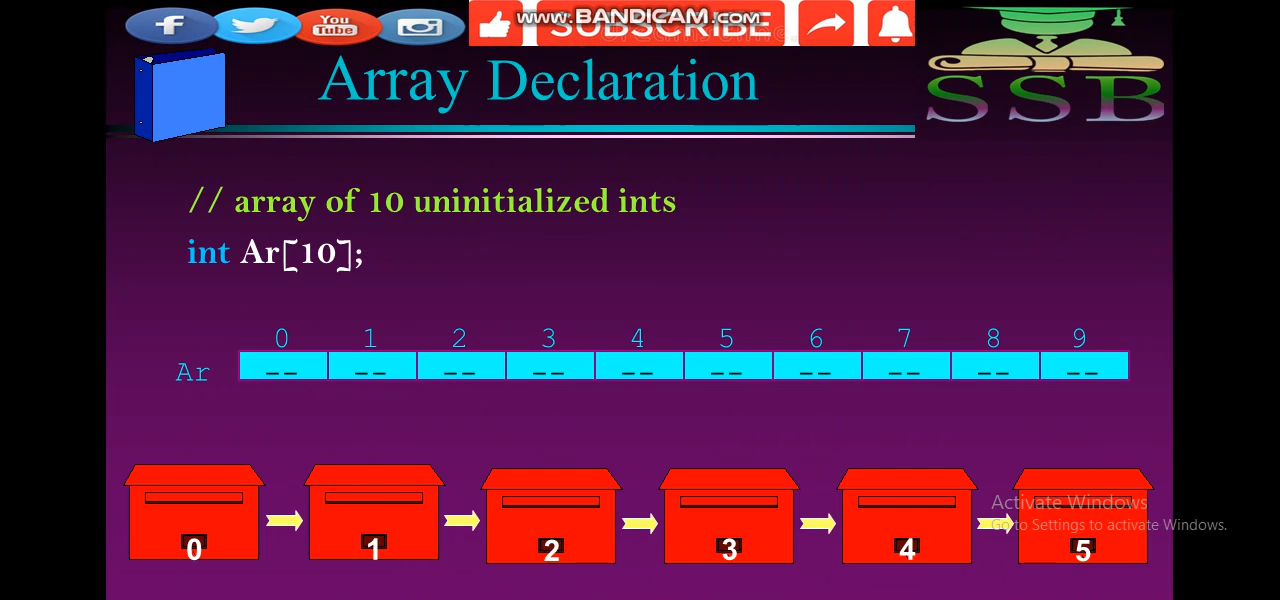 You
Tube
SUBSCRIBE
www.BANDICAM.com
SSB
Array Declaration
// array of 10 uninitialized ints
int Ar[10];
0 1 2 3 4 5 6 7 8 9
Ar -- -- -- -- -- -- -- -- -- --
Activate Windows
Go to Settings to activate Windows.
0 1 2 3 4 5